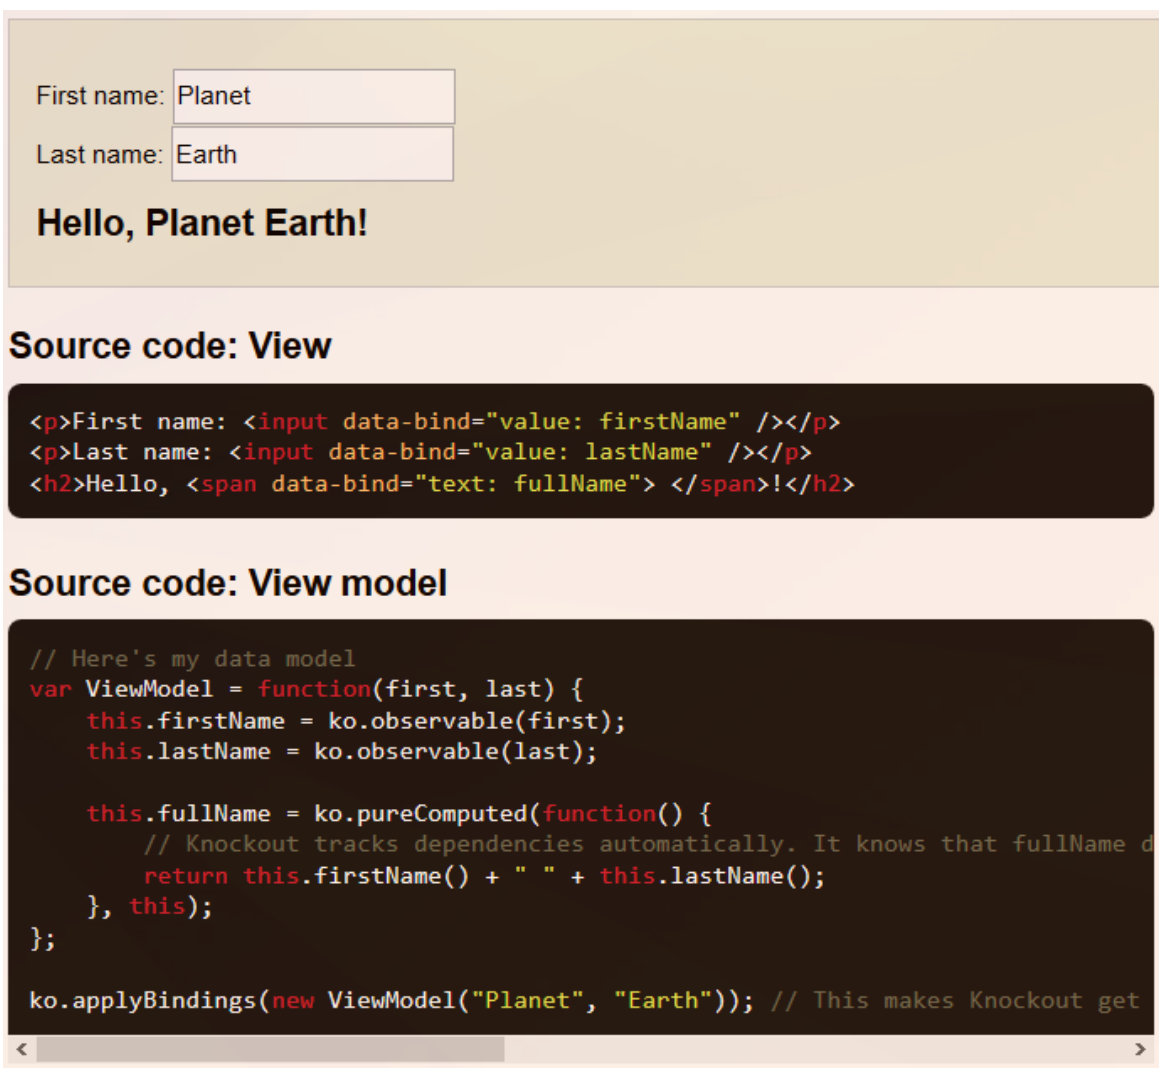 First name: Planet
Last name: Earth
Hello, Planet Earth!
Source code: View
<p>First name: <input data-bind="value: firstName" /></p>
<p>Last name: <input data-bind="value: lastName" /></p>
<h2>Hello, <span data-bind="text: fullName"> </span>!</h2>
Source code: View model
// Here's my data model
var ViewModel = function(first, last) {
    this.firstName = ko.observable(first);
    this.lastName = ko.observable(last);

    this.fullName = ko.pureComputed(function() {
        // Knockout tracks dependencies automatically. It knows that fullName d
        return this.firstName() + " " + this.lastName();
    }, this);
};

ko.applyBindings(new ViewModel("Planet", "Earth")); // This makes Knockout get